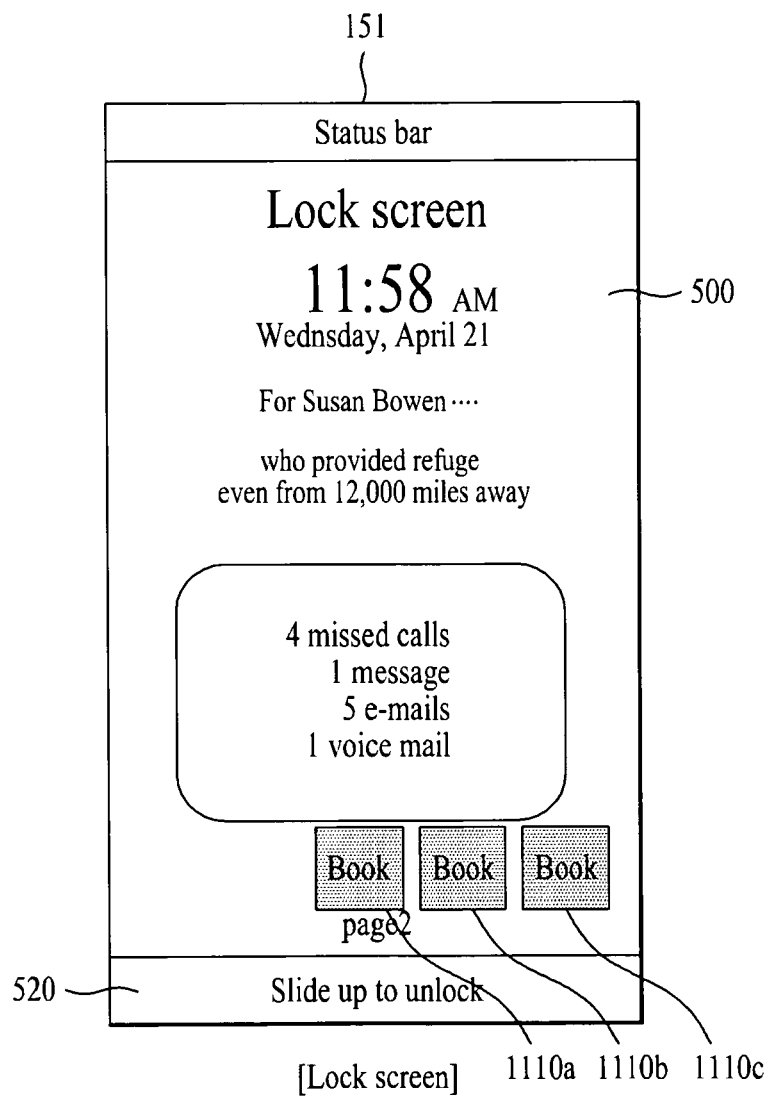 151
Status bar
Lock screen
11:58 AM
500
Wednsday, April 21
For Susan Bowen ····
who provided refuge
even from 12,000 miles away
4 missed calls
1 message
5 e-mails
1 voice mail
Book Book Book
page2
520
Slide up to unlock
1110a 1110b 1110c
[Lock screen]